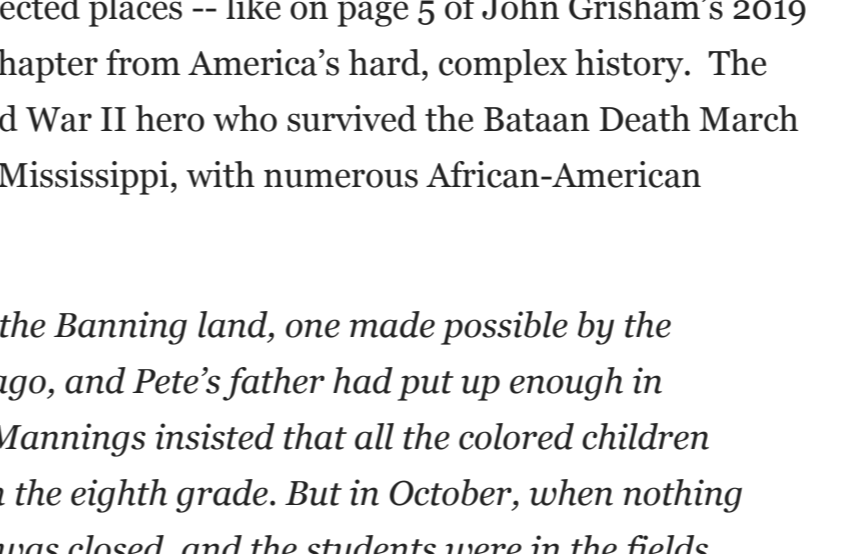 ected places -- like on page 5 of John Grisham's 2019
hapter from America's hard, complex history.  The
d War II hero who survived the Bataan Death March
Mississippi, with numerous African-American
the Banning land, one made possible by the
ago, and Pete's father had put up enough in
Mannings insisted that all the colored children
the eighth grade. But in October, when nothing
was closed, and the students were in the fields